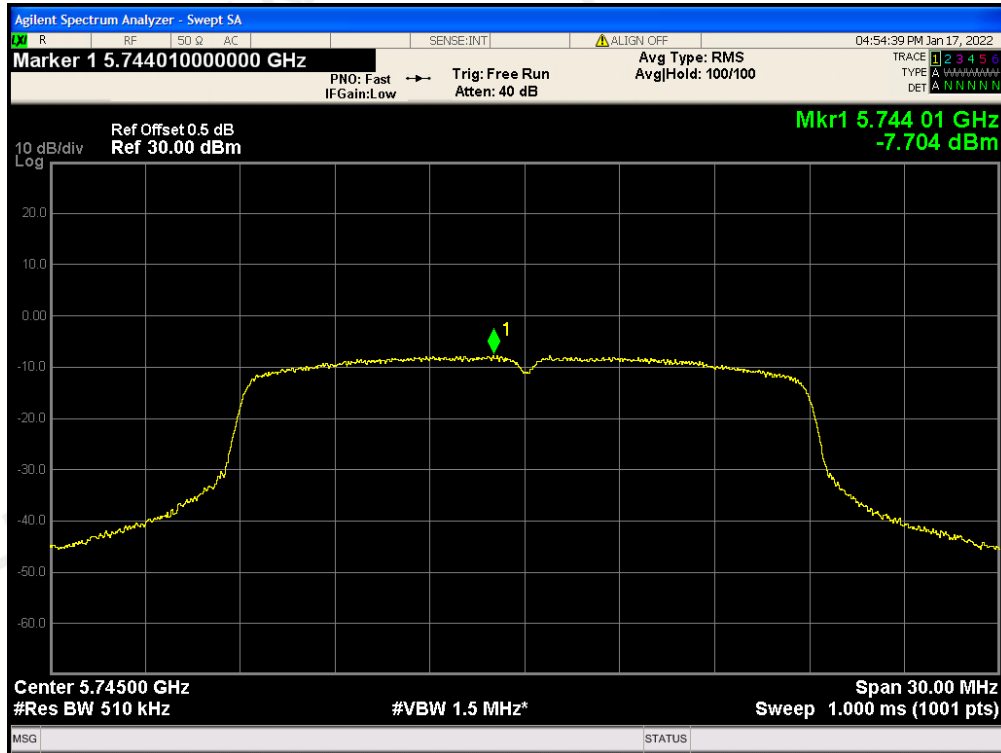 Agilent Spectrum Analyzer - Swept SA
LXI R RF 50 Ω AC SENSE:INT ALIGN OFF 04:54:39 PM Jan 17, 2022
Marker 1 5.744010000000 GHz
PNO: Fast Trig: Free Run Avg Type: RMS TRACE 1 2 3 4 5 6
IFGain:Low Atten: 40 dB Avg|Hold: 100/100 TYPE A WWWWW
DET A N N N N N
Mkr1 5.744 01 GHz
-7.704 dBm
Ref Offset 0.5 dB
10 dB/div Ref 30.00 dBm
Log
20.0
10.0
0.00
1
-10.0
-20.0
-30.0
-40.0
-50.0
-60.0
Center 5.74500 GHz Span 30.00 MHz
#Res BW 510 kHz #VBW 1.5 MHz* Sweep 1.000 ms (1001 pts)
MSG STATUS